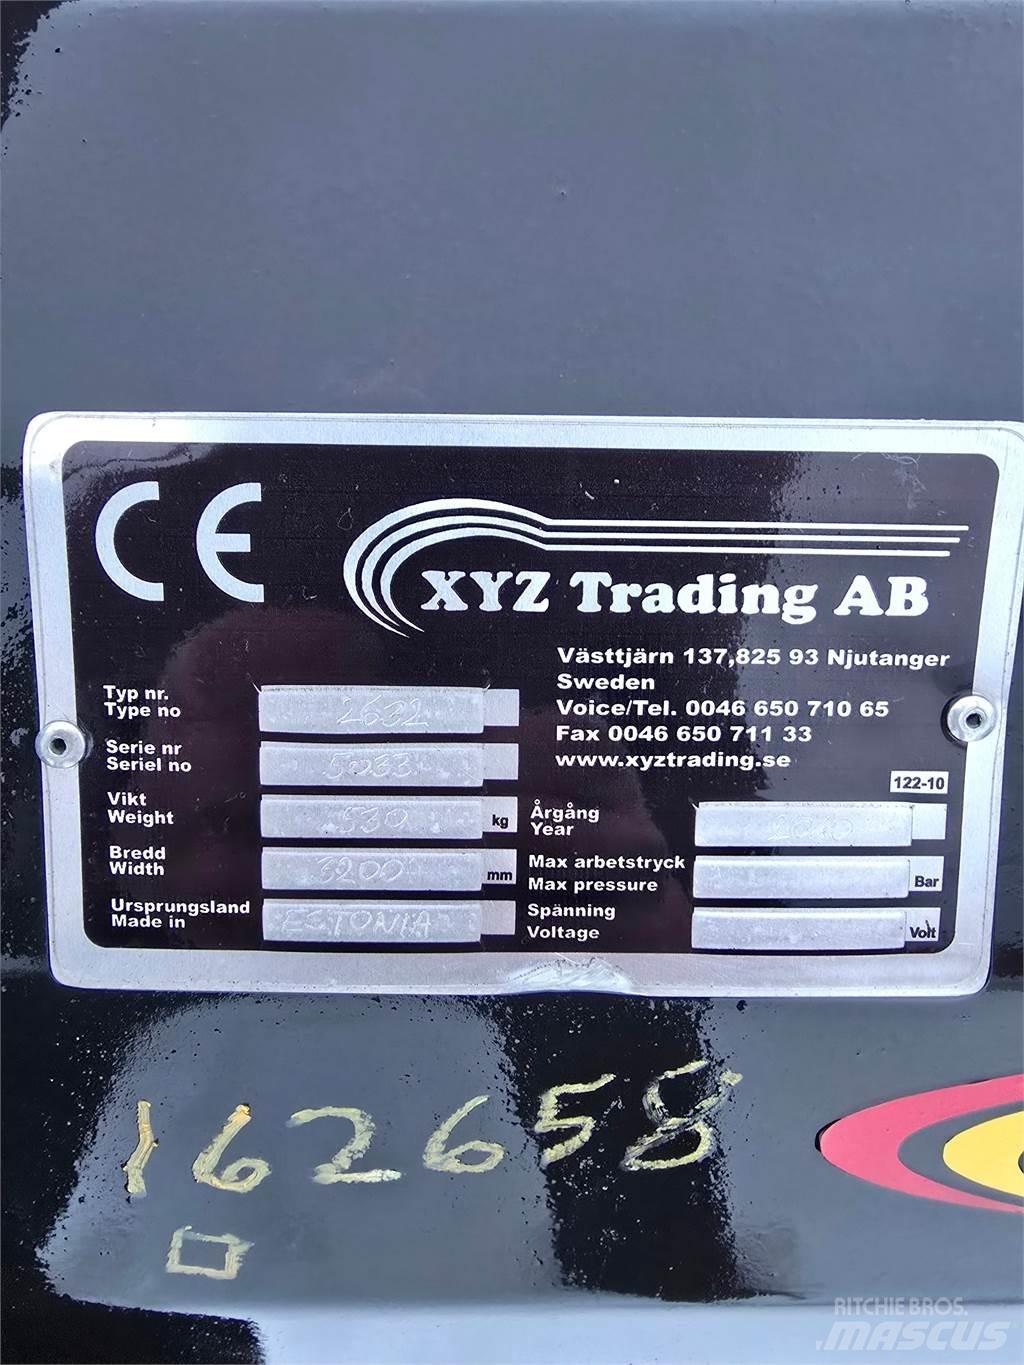 CE
XYZ Trading AB
Västtjärn 137,825 93 Njutanger
Sweden
Voice/Tel. 0046 650 710 65
Fax 0046 650 711 33
www.xyztrading.se
122-10
Typ nr.
Type no
2632
Serie nr
Seriel no
5033
Vikt
Weight
530
kg
Bredd
Width
3200
mm
Ursprungsland
Made in
ESTONIA
Årgång
Year
Max arbetstryck
Max pressure
Bar
Spänning
Voltage
Volt
162658
RITCHIE BROS.
MASCUS